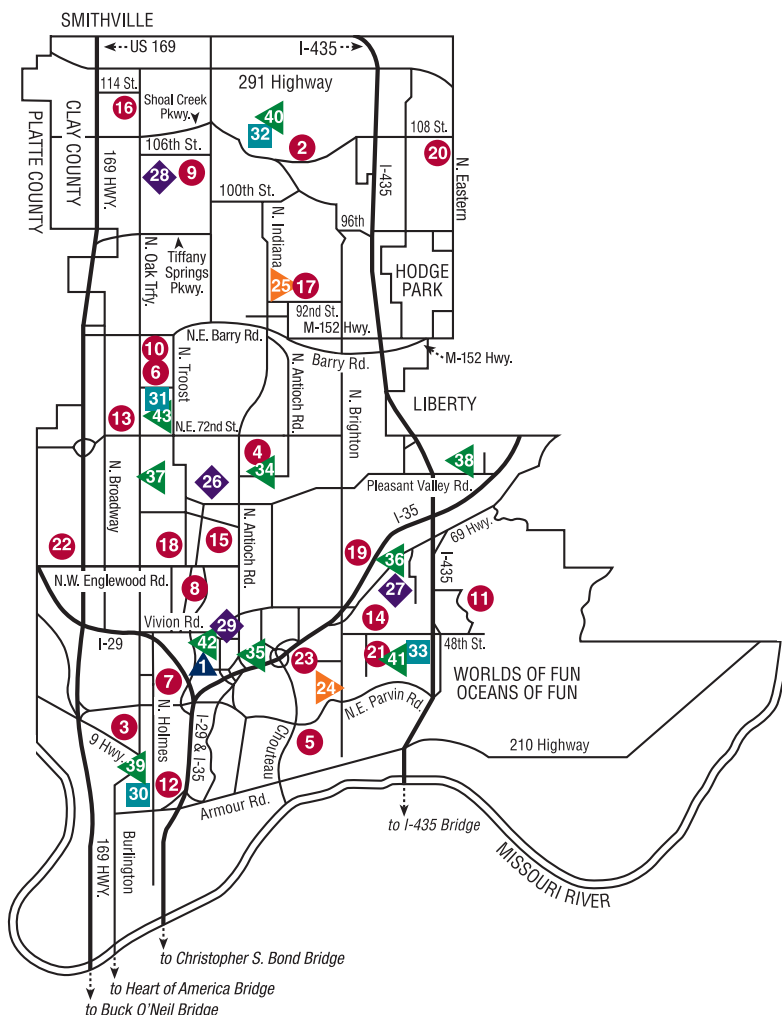 SMITHVILLE
US 169
I-435
114 St.
291 Highway
Shoal Creek
Pkwy.
16
40
32
108 St.
CLAY COUNTY
PLATTE COUNTY
169 HWY.
106th St.
2
20
28
9
I-435
N. Eastern
100th St.
96th
N. Oak Trfy.
Tiffany
Springs
Pkwy.
N. Indiana
HODGE
PARK
25
17
92nd St.
M-152 Hwy.
N.E. Barry Rd.
Barry Rd.
M-152 Hwy.
10
6
N. Troost
N. Antioch Rd.
N. Brighton
31
43
13
LIBERTY
N.E. 72nd St.
4
34
38
37
26
N. Broadway
Pleasant Valley Rd.
I-35
69 Hwy.
22
18
15
N. Antioch Rd.
19
36
I-435
N.W. Englewood Rd.
8
27
11
Vivion Rd.
29
14
I-29
42
1
35
23
21
41
33
48th St.
7
24
WORLDS OF FUN
OCEANS OF FUN
N. Holmes
I-29 & I-35
Chouteau
N.E. Parvin Rd.
3
9 Hwy.
5
210 Highway
39
30
12
Armour Rd.
169 HWY.
Burlington
to I-435 Bridge
MISSOURI RIVER
to Christopher S. Bond Bridge
to Heart of America Bridge
to Buck O'Neil Bridge